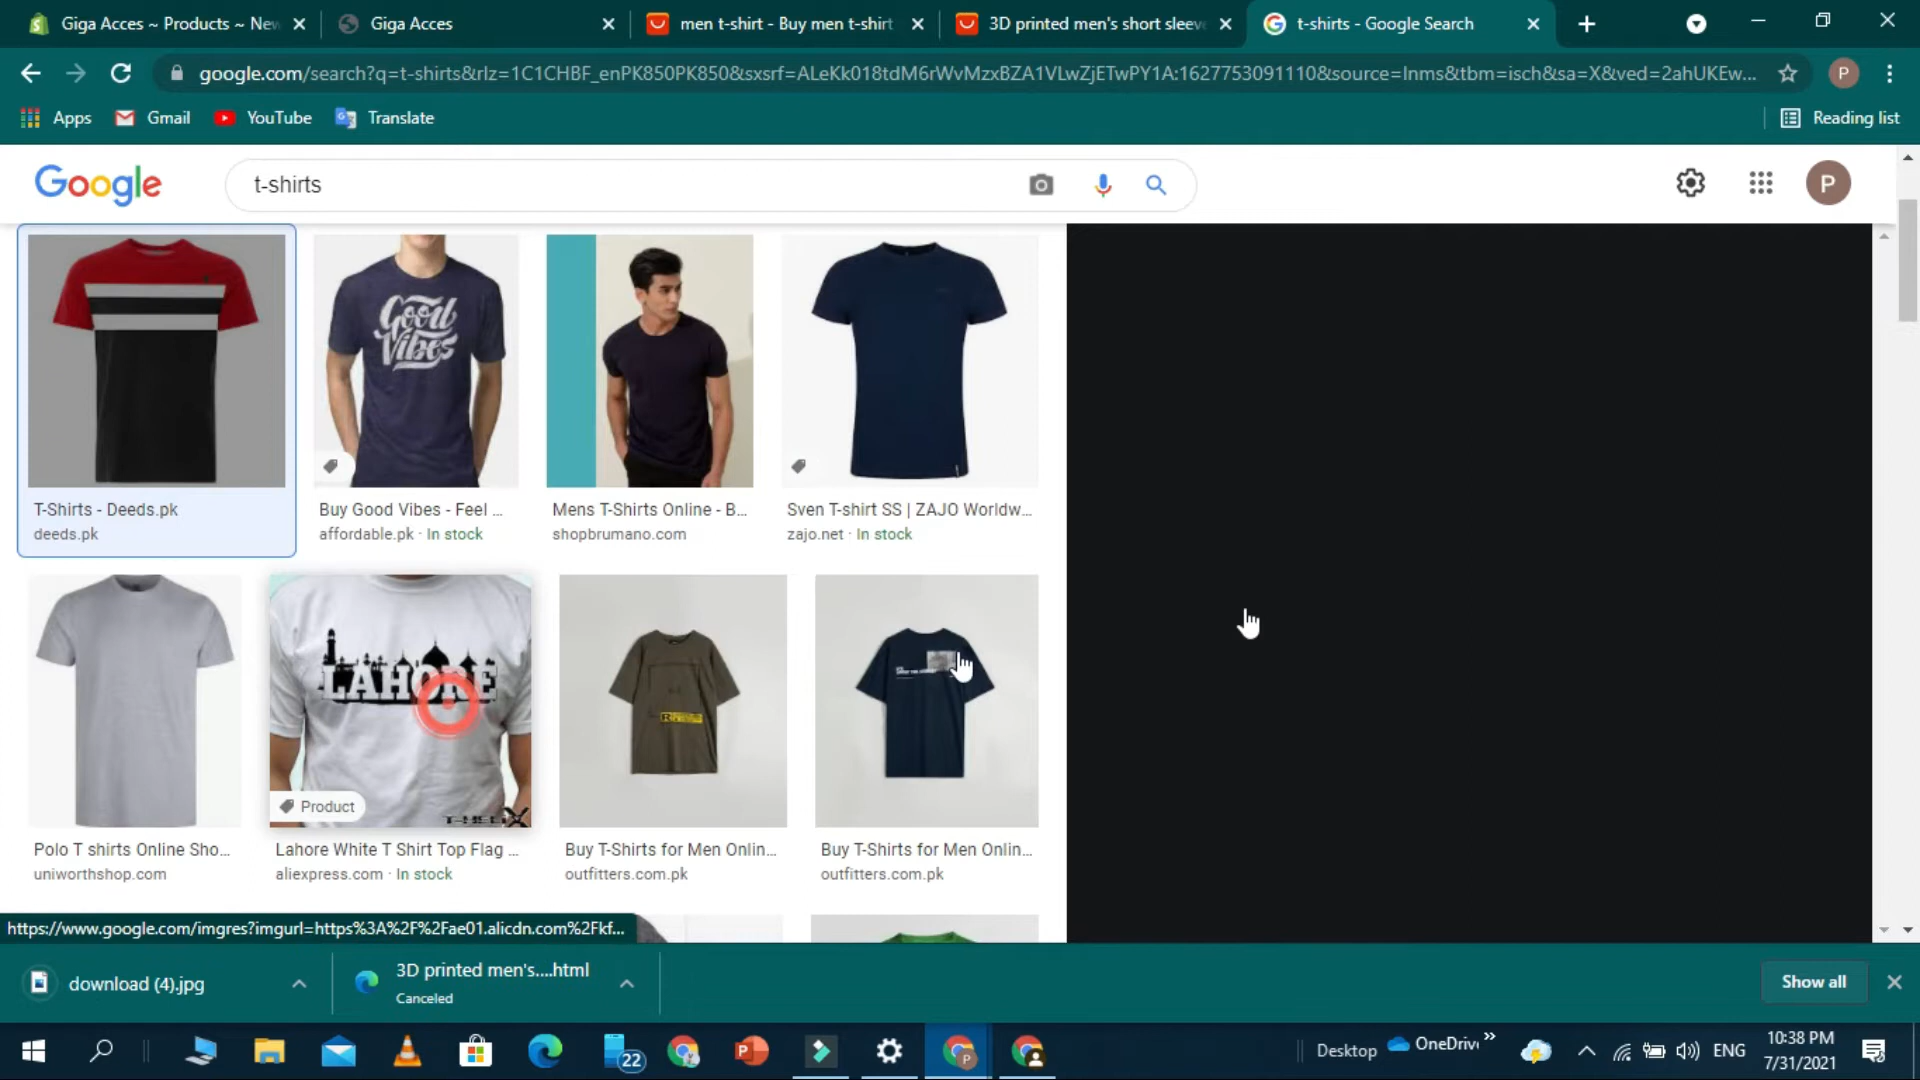 Giga Acces ~ Products ~ New
Giga Acces
men t-shirt - Buy men t-shirt
3D printed men's short sleeve
t-shirts - Google Search
google.com/search?q=t-shirts&rlz=1C1CHBF_enPK850PK850&sxsrf=ALeKk018tdM6rWvMzxBZA1VLwZjETwPY1A:1627753091110&source=lnms&tbm=isch&sa=X&ved=2ahUKEw...
P
Apps
Gmail
YouTube
Translate
Reading list
Google
t-shirts
P
Good
Vibes
T-Shirts - Deeds.pk
deeds.pk
Buy Good Vibes - Feel ...
affordable.pk · In stock
Mens T-Shirts Online - B...
shopbrumano.com
Sven T-shirt SS | ZAJO Worldw...
zajo.net · In stock
LAHORE
Product
Polo T shirts Online Sho...
uniworthshop.com
Lahore White T Shirt Top Flag ...
aliexpress.com · In stock
Buy T-Shirts for Men Onlin...
outfitters.com.pk
Buy T-Shirts for Men Onlin...
outfitters.com.pk
https://www.google.com/imgres?imgurl=https%3A%2F%2Fae01.alicdn.com%2Fkf...
download (4).jpg
3D printed men's....html
Canceled
Show all
22
P
Desktop
OneDrive
ENG
10:38 PM
7/31/2021